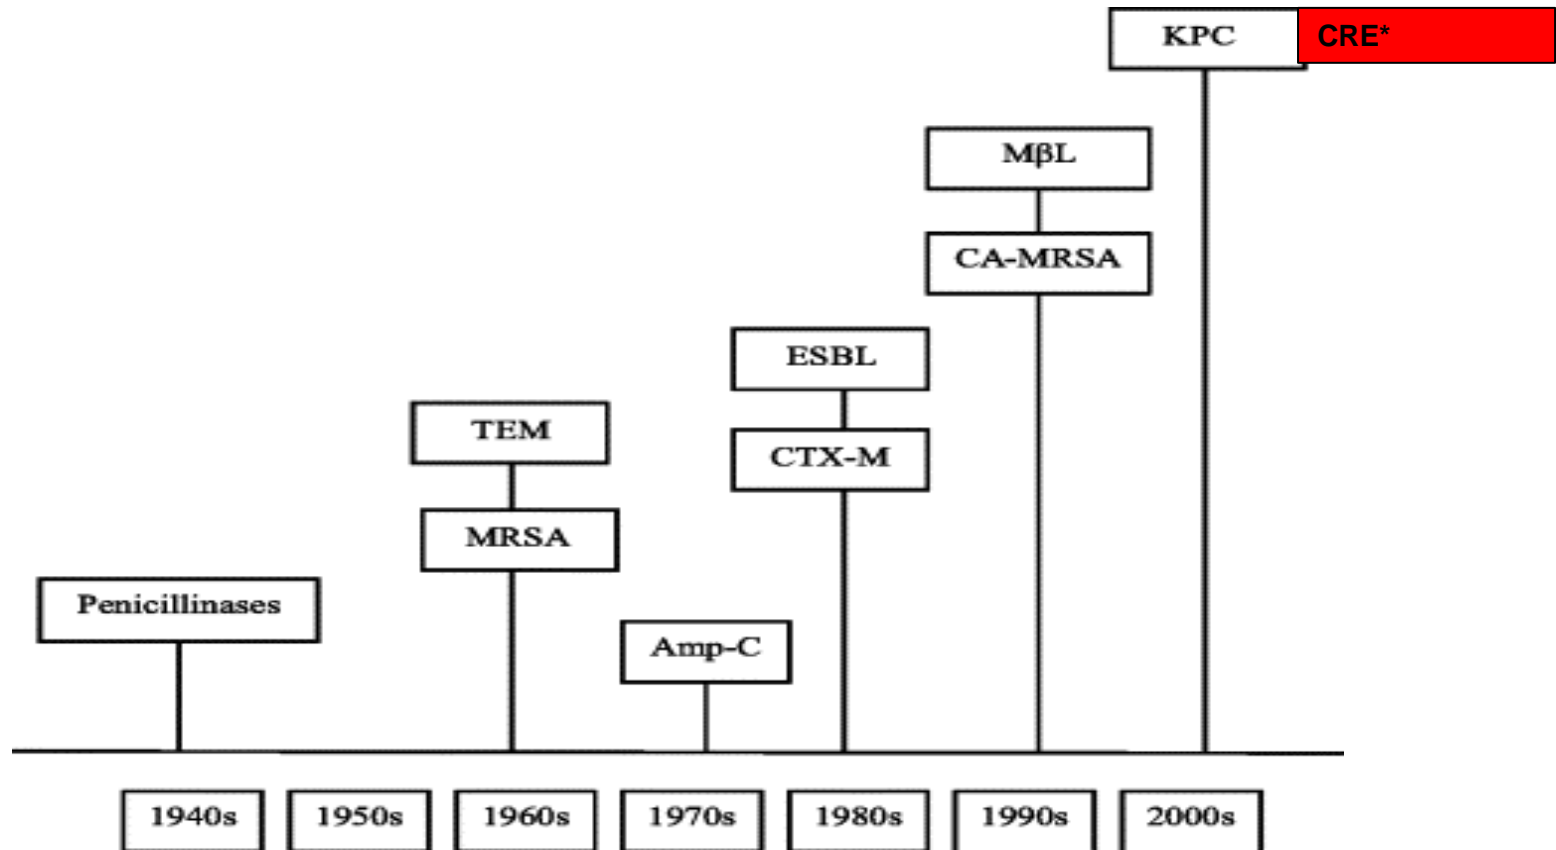 KPC
CRE*
MβL
CA-MRSA
ESBL
TEM
CTX-M
MRSA
Penicillinases
Amp-C
1940s
1950s
1960s
1970s
1980s
1990s
2000s